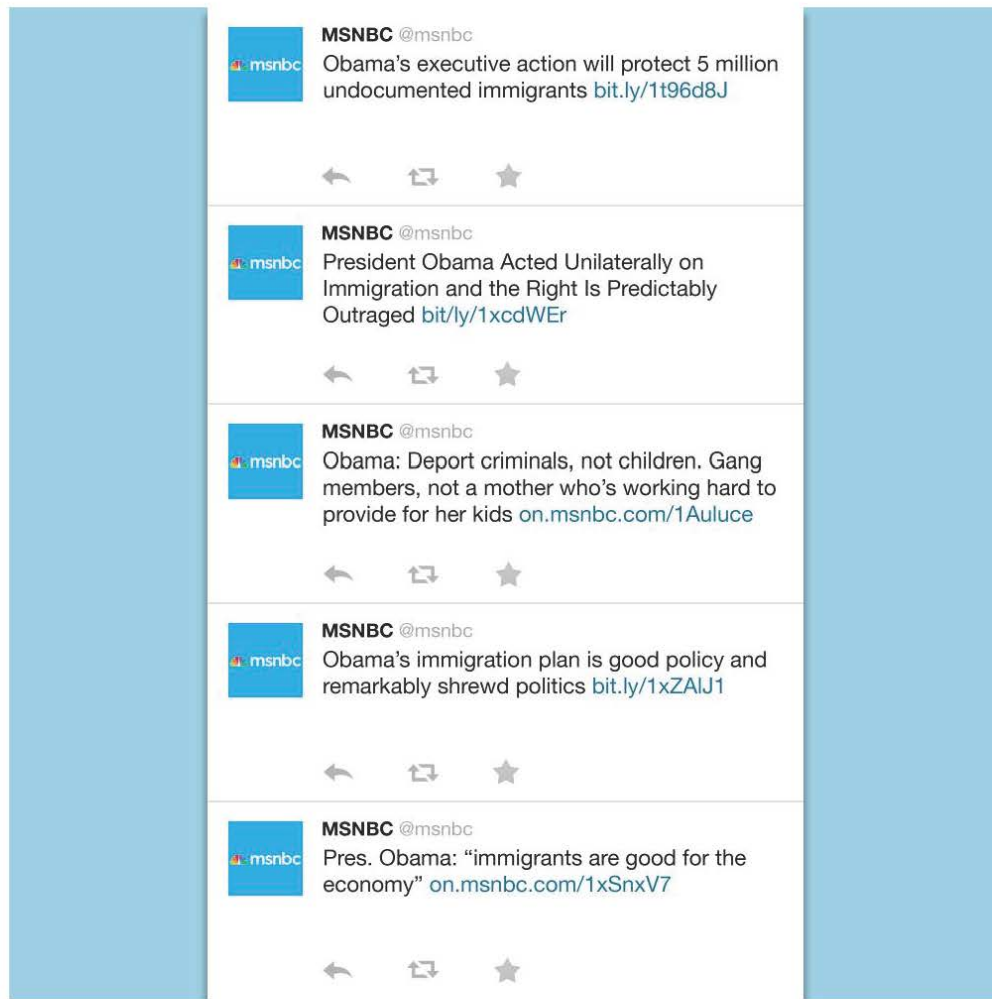 MSNBC @msnbc
msnbc
Obama's executive action will protect 5 million
undocumented immigrants bit.ly/1t96d8J
MSNBC @msnbc
msnbc
President Obama Acted Unilaterally on
Immigration and the Right Is Predictably
Outraged bit/ly/1xcdWEr
MSNBC @msnbc
msnbc
Obama: Deport criminals, not children. Gang
members, not a mother who's working hard to
provide for her kids on.msnbc.com/1Auluce
MSNBC @msnbc
msnbc
Obama's immigration plan is good policy and
remarkably shrewd politics bit.ly/1xZAlJ1
MSNBC @msnbc
msnbc
Pres. Obama: “immigrants are good for the
economy” on.msnbc.com/1xSnxV7